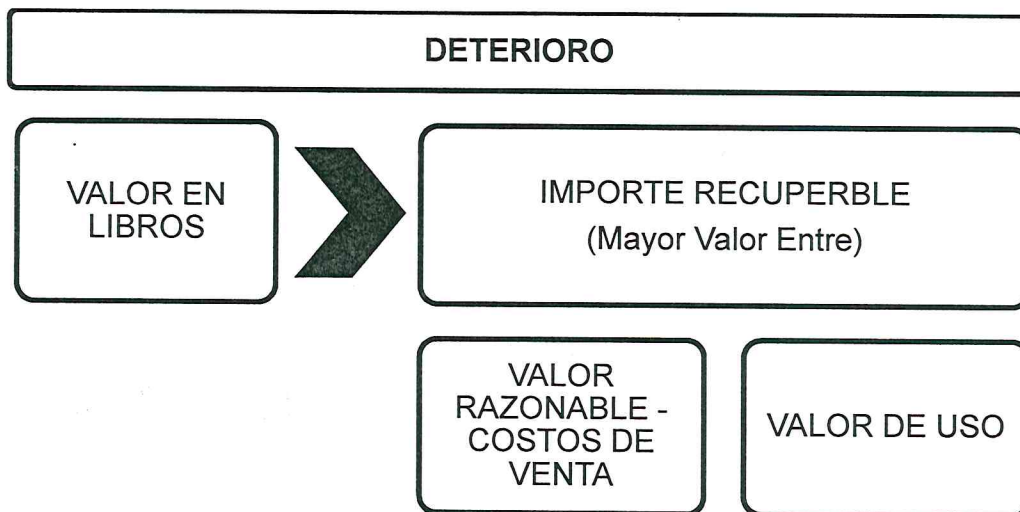 DETERIORO
VALOR EN
LIBROS
IMPORTE RECUPERBLE
(Mayor Valor Entre)
VALOR
RAZONABLE -
COSTOS DE
VENTA
VALOR DE USO